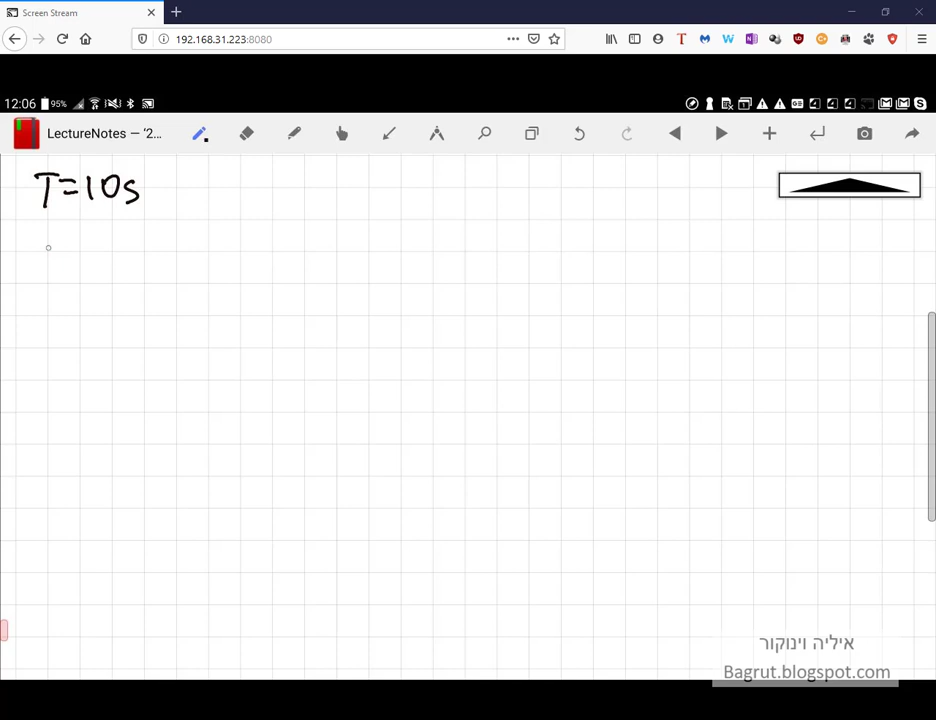 Screen Stream
192.168.31.223:8080
12:06 95%
LectureNotes — ‘2...
T=10s
איליה וינוקור
Bagrut.blogspot.com